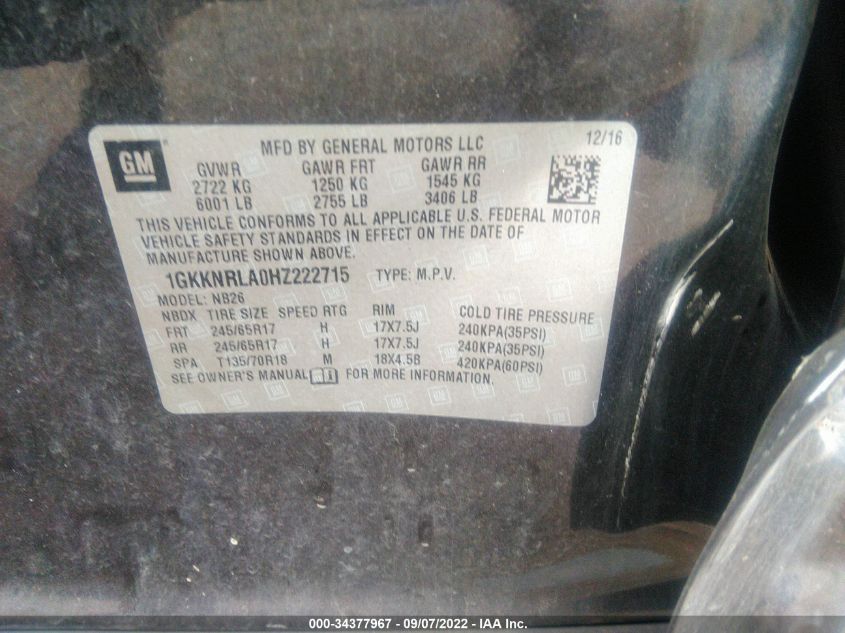 GM
MFD BY GENERAL MOTORS LLC 12/16
GVWR GAWR FRT GAWR RR
2722 KG 1250 KG 1545 KG
6001 LB 2755 LB 3406 LB
THIS VEHICLE CONFORMS TO ALL APPLICABLE U.S. FEDERAL MOTOR
VEHICLE SAFETY STANDARDS IN EFFECT ON THE DATE OF
MANUFACTURE SHOWN ABOVE.
1GKKNRLA0HZ222715 TYPE: M.P.V.
MODEL: NB26
NBDX TIRE SIZE SPEED RTG RIM COLD TIRE PRESSURE
FRT 245/65R17 H 17X7.5J 240KPA(35PSI)
RR 245/65R17 H 17X7.5J 240KPA(35PSI)
SPA T135/70R18 M 18X4.5B 420KPA(60PSI)
SEE OWNER'S MANUAL FOR MORE INFORMATION.
000-34377967 - 09/07/2022 - IAA Inc.